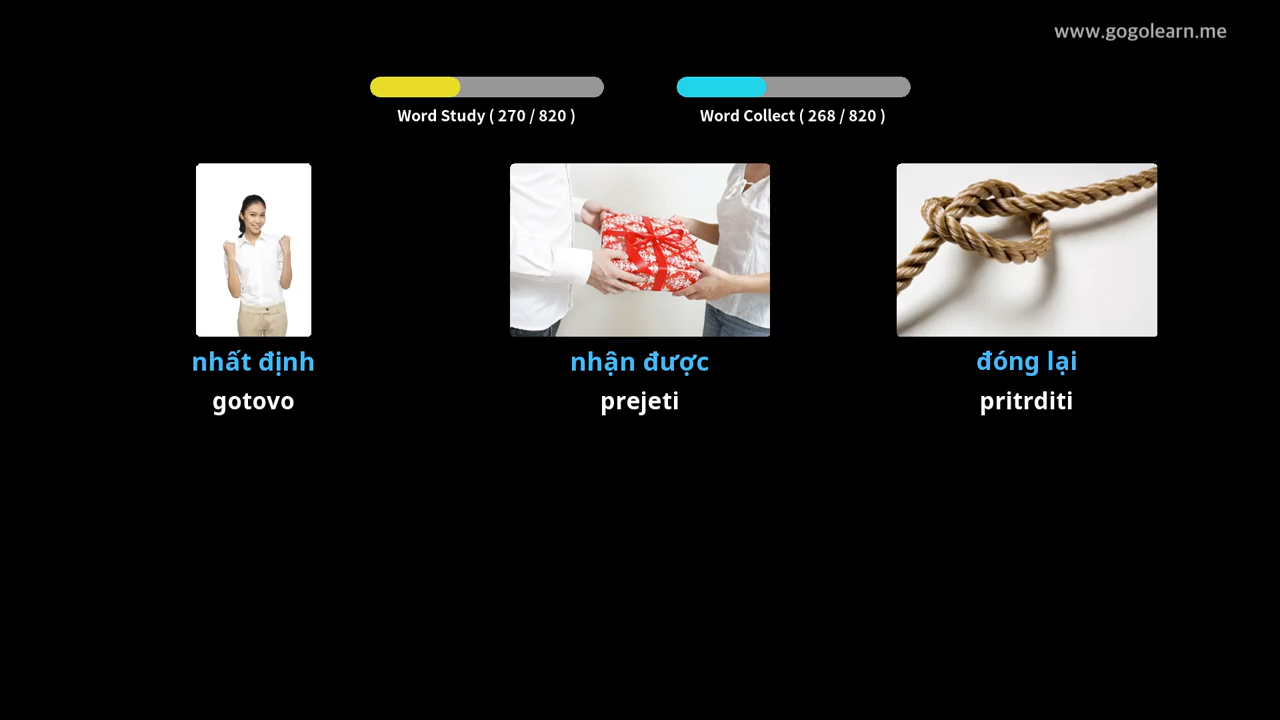 www.gogolearn.me
Word Study ( 270 / 820 )
Word Collect ( 268 / 820 )
nhất định
nhận được
đóng lại
gotovo
prejeti
pritrditi